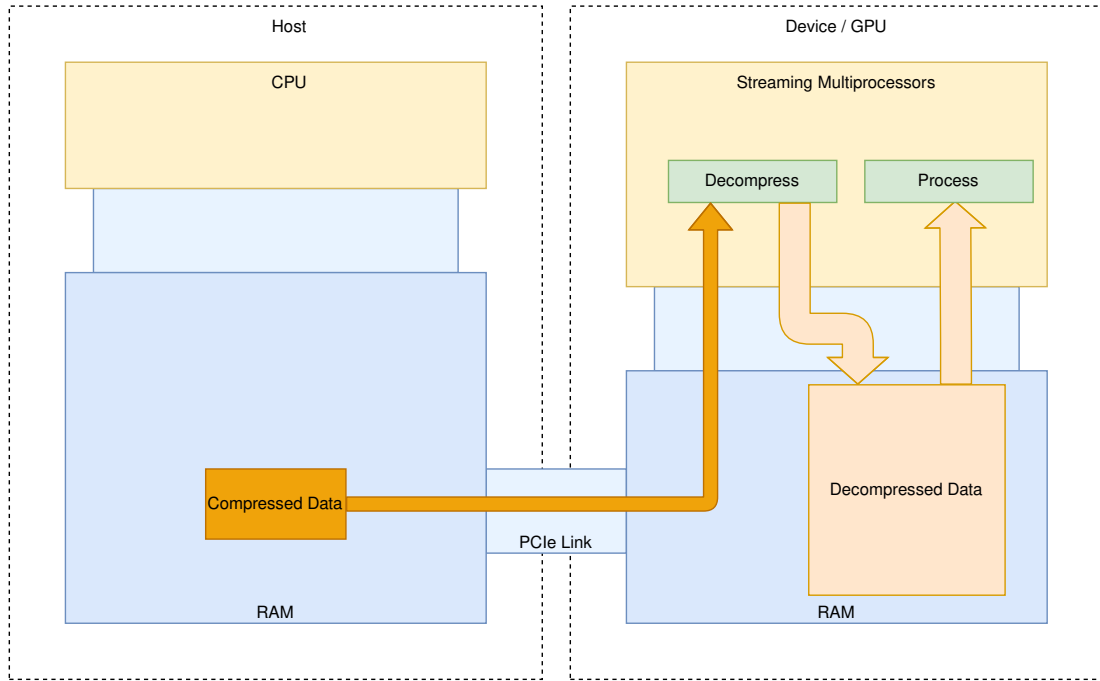 Host
CPU
Compressed Data
RAM
PCIe Link
Device / GPU
Streaming Multiprocessors
Decompress
Process
Decompressed Data
RAM